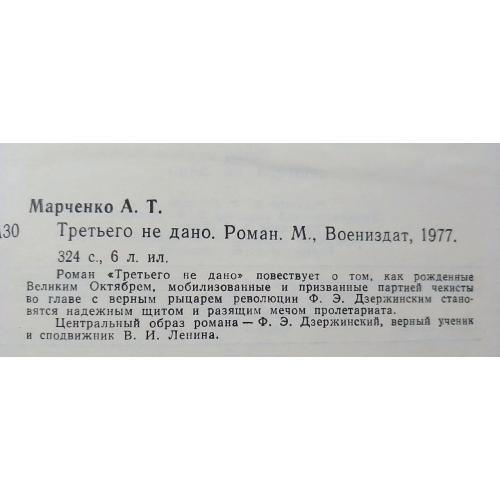 Марченко А. Т.
Третьего не дано. Роман. М., Воениздат, 1977.
324 с., 6 л. ил.
Роман «Третьего не дано» повествует о том, как рожденные
Великим Октябрем, мобилизованные и призванные партией чекисты
во главе с верным рыцарем революции Ф. Э. Дзержинским стано-
вятся надежным щитом и разящим мечом пролетариата.
Центральный образ романа — Ф. Э. Дзержинский, верный ученик
и сподвижник В. И. Ленина.